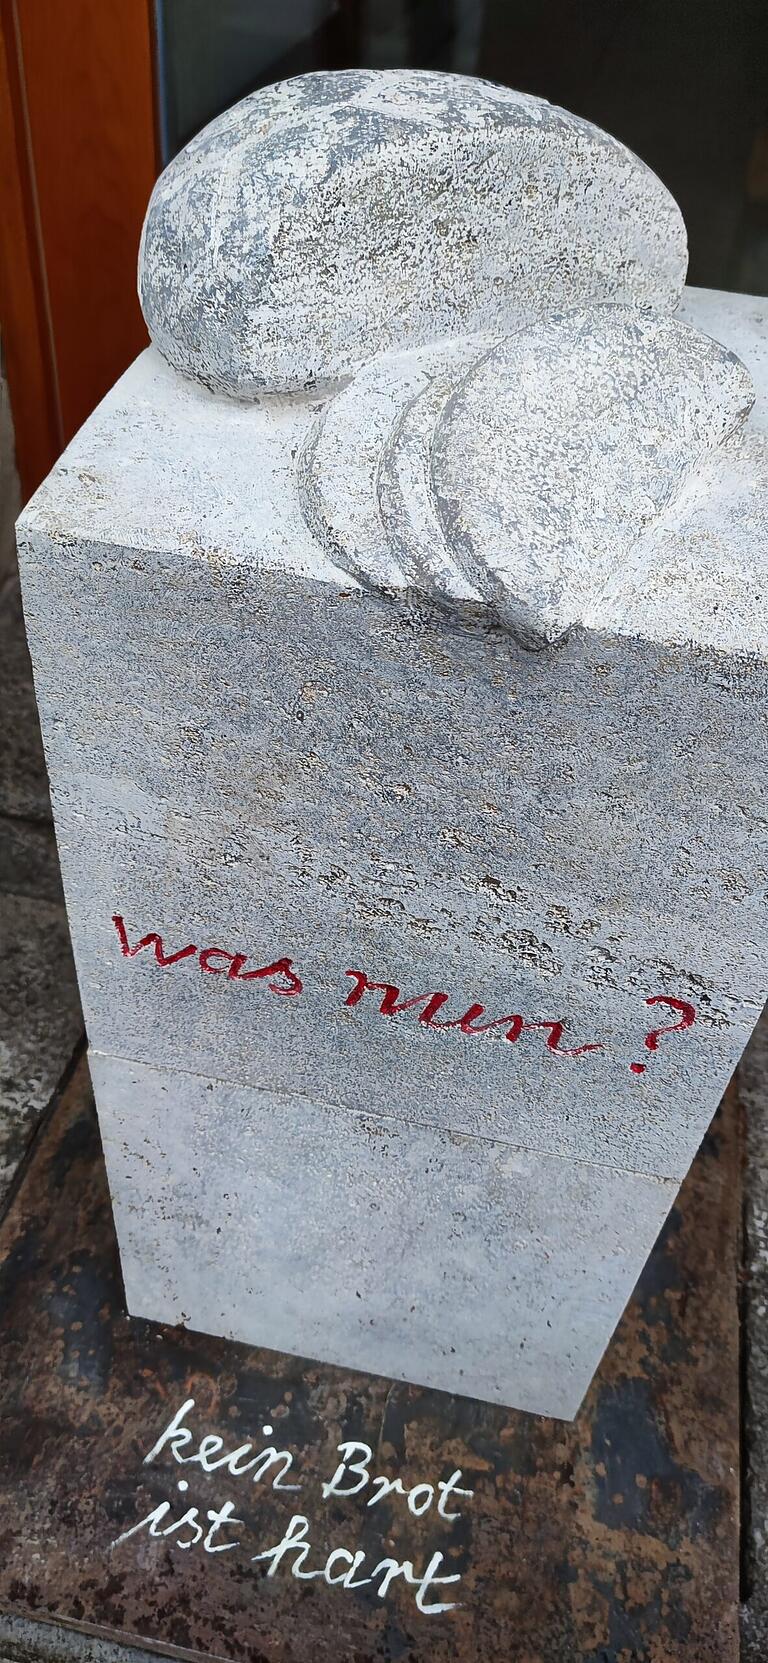 was nun?
kein Brot
ist hart